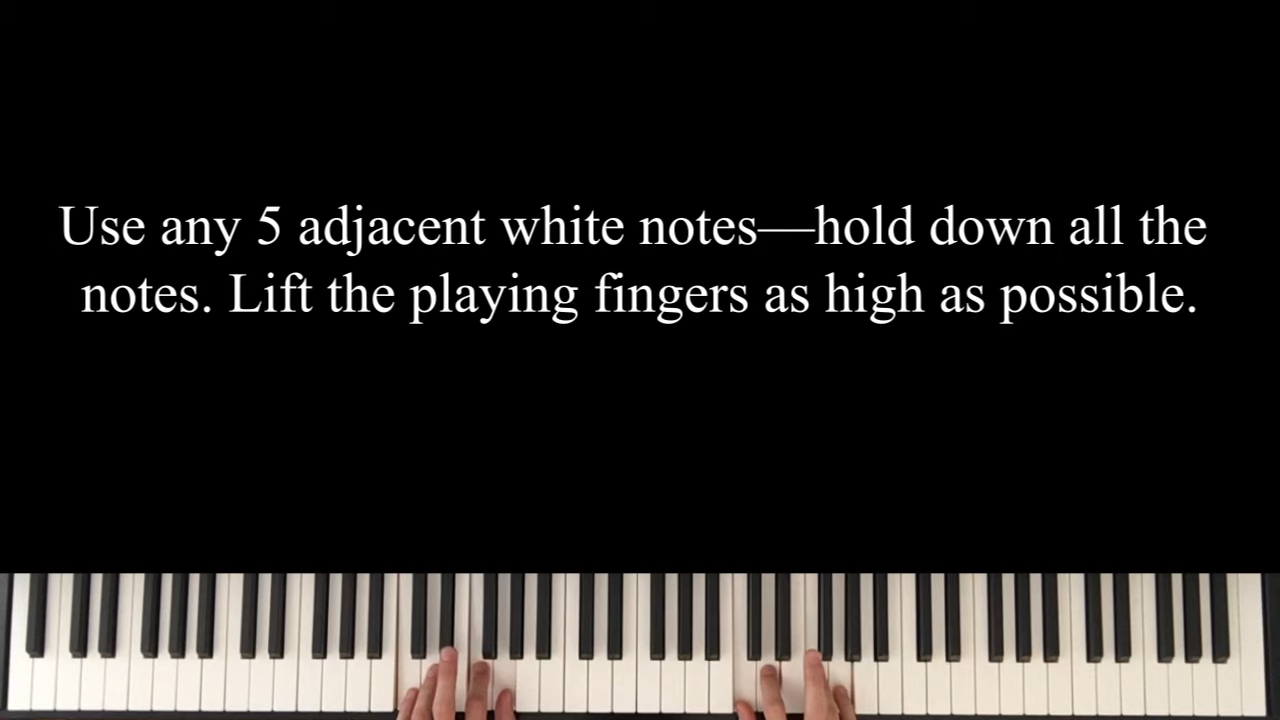 Use any 5 adjacent white notes—hold down all the
notes. Lift the playing fingers as high as possible.